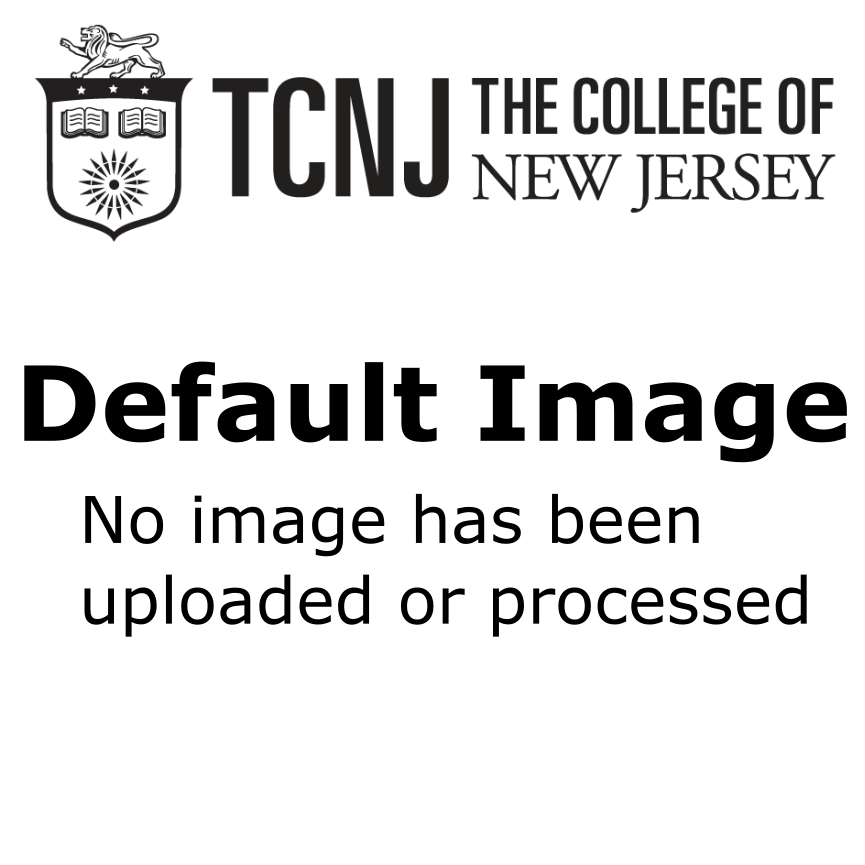 TCNJ THE COLLEGE OF
NEW JERSEY
Default Image
No image has been
uploaded or processed